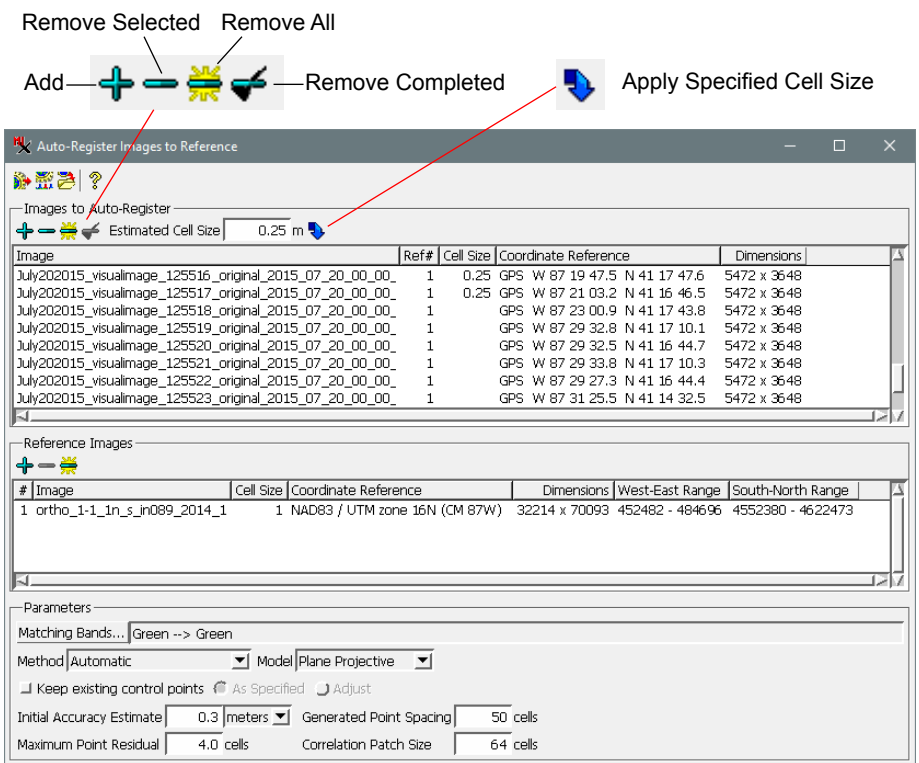 Remove Selected Remove All
Add Remove Completed Apply Specified Cell Size
Auto-Register Images to Reference
Images to Auto-Register
Estimated Cell Size 0.25 m
Image Ref# Cell Size Coordinate Reference Dimensions
July202015_visualimage_125516_original_2015_07_20_00_00_ 1 0.25 GPS W 87 19 47.5 N 41 17 47.6 5472 x 3648
July202015_visualimage_125517_original_2015_07_20_00_00_ 1 0.25 GPS W 87 21 03.2 N 41 16 46.5 5472 x 3648
July202015_visualimage_125518_original_2015_07_20_00_00_ 1 GPS W 87 23 00.9 N 41 17 43.8 5472 x 3648
July202015_visualimage_125519_original_2015_07_20_00_00_ 1 GPS W 87 29 32.8 N 41 17 10.1 5472 x 3648
July202015_visualimage_125520_original_2015_07_20_00_00_ 1 GPS W 87 29 32.5 N 41 16 44.7 5472 x 3648
July202015_visualimage_125521_original_2015_07_20_00_00_ 1 GPS W 87 29 33.8 N 41 17 10.3 5472 x 3648
July202015_visualimage_125522_original_2015_07_20_00_00_ 1 GPS W 87 29 27.3 N 41 16 44.4 5472 x 3648
July202015_visualimage_125523_original_2015_07_20_00_00_ 1 GPS W 87 31 25.5 N 41 14 32.5 5472 x 3648
Reference Images
# Image Cell Size Coordinate Reference Dimensions West-East Range South-North Range
1 ortho_1-1_1n_s_in089_2014_1 1 NAD83 / UTM zone 16N (CM 87W) 32214 x 70093 452482 - 484696 4552380 - 4622473
Parameters
Matching Bands... Green --> Green
Method Automatic Model Plane Projective
Keep existing control points As Specified Adjust
Initial Accuracy Estimate 0.3 meters Generated Point Spacing 50 cells
Maximum Point Residual 4.0 cells Correlation Patch Size 64 cells